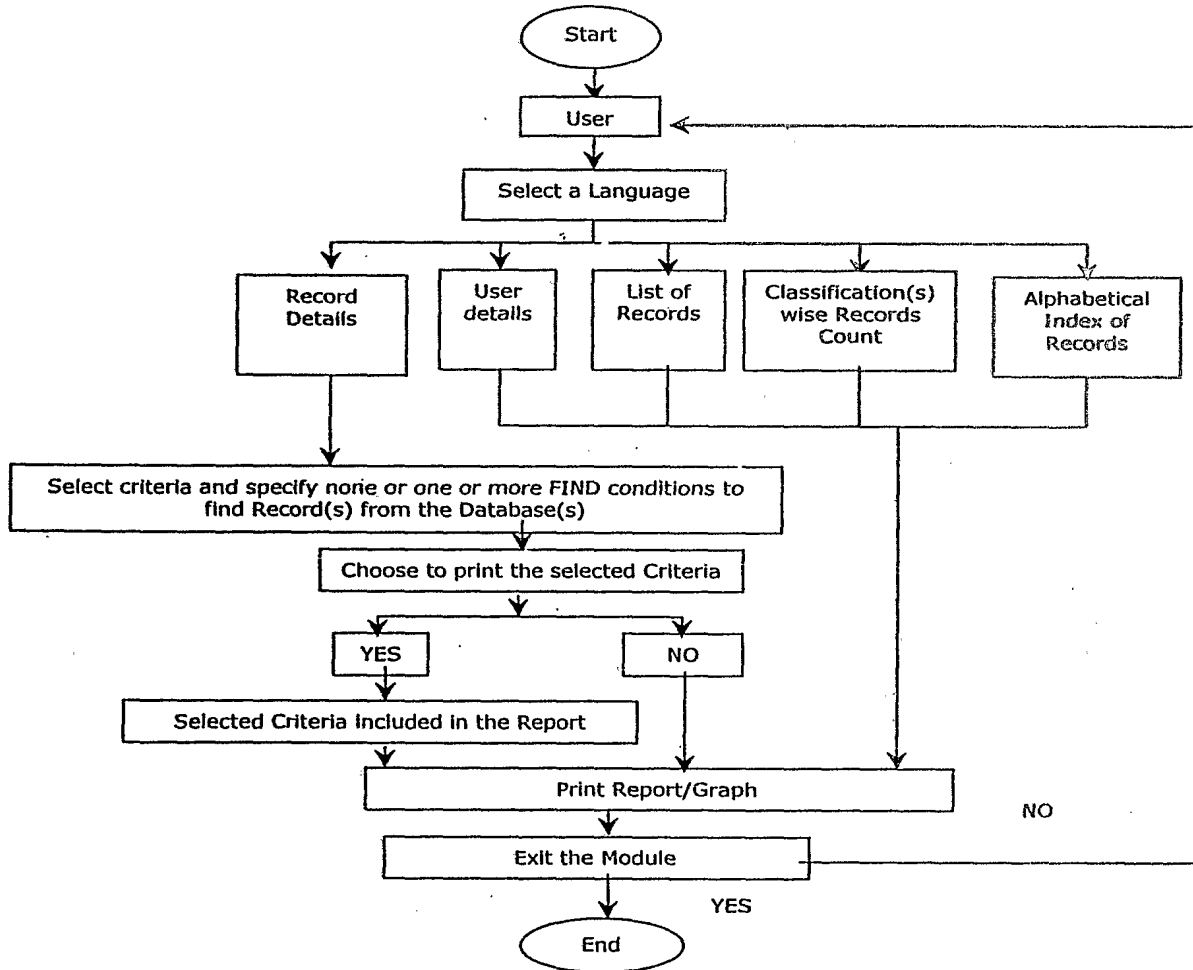 Start
User
Select a Language
Record
Details
User
details
List of
Records
Classification(s)
wise Records
Count
Alphabetical
Index of
Records
Select criteria and specify none or one or more FIND conditions to
find Record(s) from the Database(s)
Choose to print the selected Criteria
YES
NO
Selected Criteria included in the Report
Print Report/Graph
NO
Exit the Module
YES
End